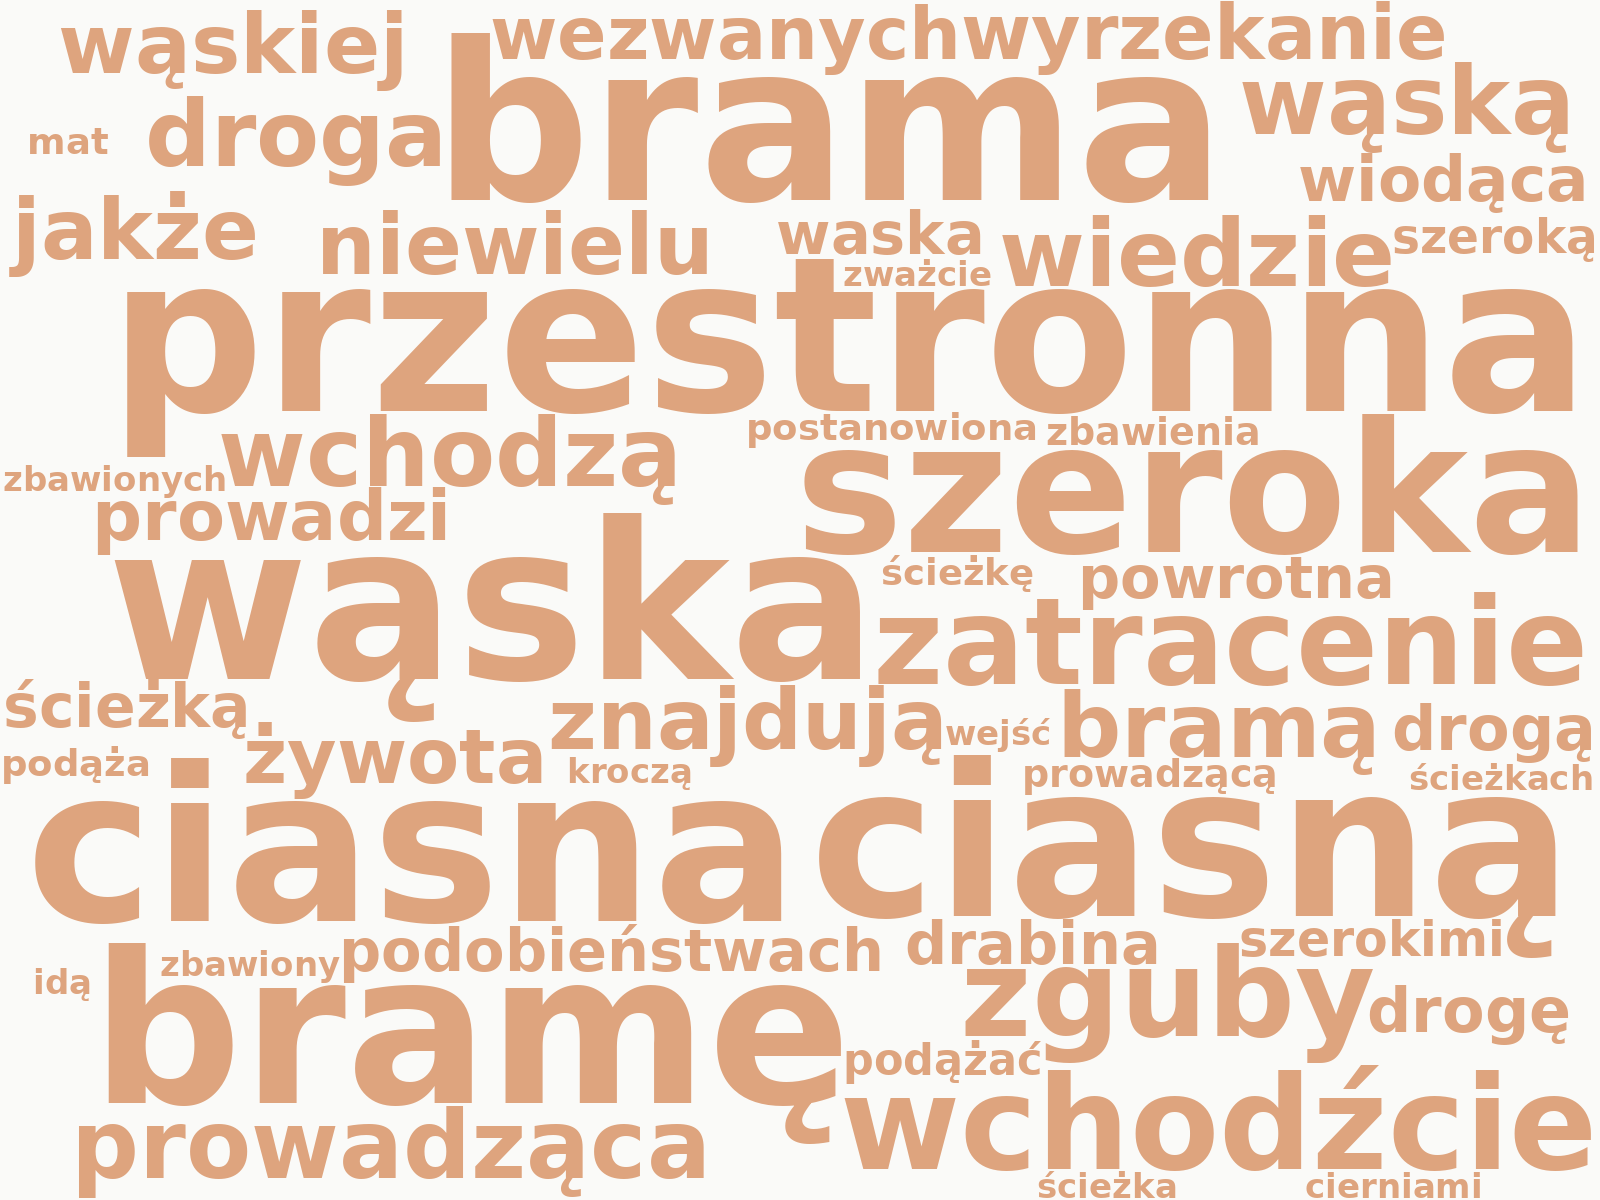 wąskiej wezwanych wyrzekanie
mat droga brama wąską
wiodąca
jakże niewielu waska wiedzie szeroką
zważcie
przestronna
wchodzą postanowiona zbawienia
zbawionych szeroka
prowadzi
wąska ścieżkę powrotna
zatracenie
ścieżką znajdują bramą drogą
podąża żywota kroczą wejść prowadzącą ścieżkach
ciasna ciasną
zbawiony podobieństwach drabina szerokimi
idą bramę zguby drogę
podążać
prowadząca wchodźcie
ścieżka cierniami